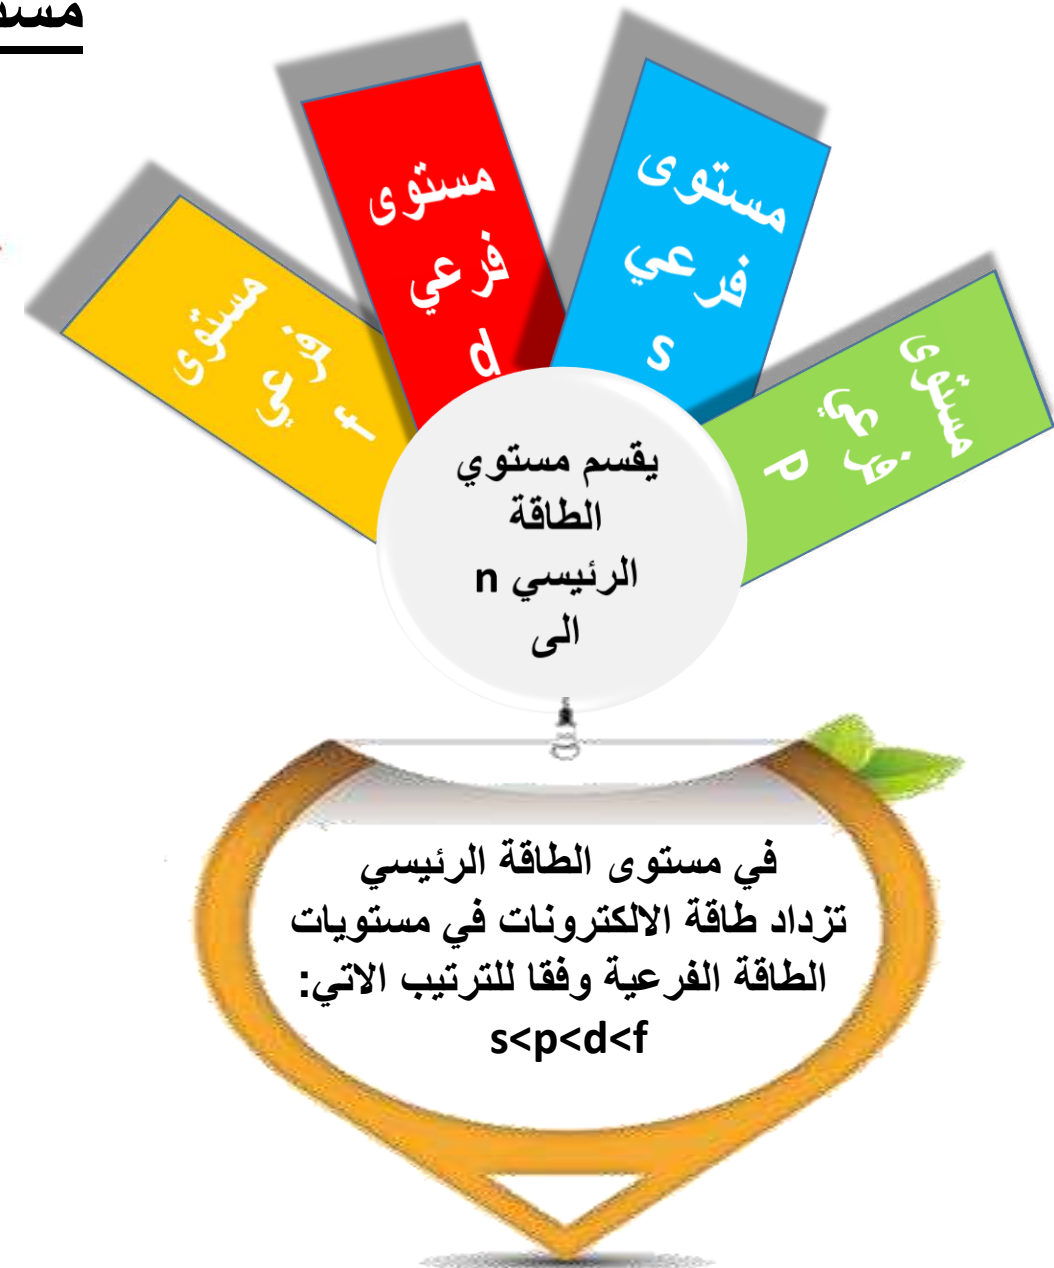 مستوى
فرعي
s
مستوى
فرعي
p
مستوى
فرعي
d
مستوى
فرعي
f
يقسم مستوي
الطاقة
الرئيسي n
الى
في مستوى الطاقة الرئيسي
تزداد طاقة الالكترونات في مستويات
الطاقة الفرعية وفقا للترتيب الاتي:
s<p<d<f